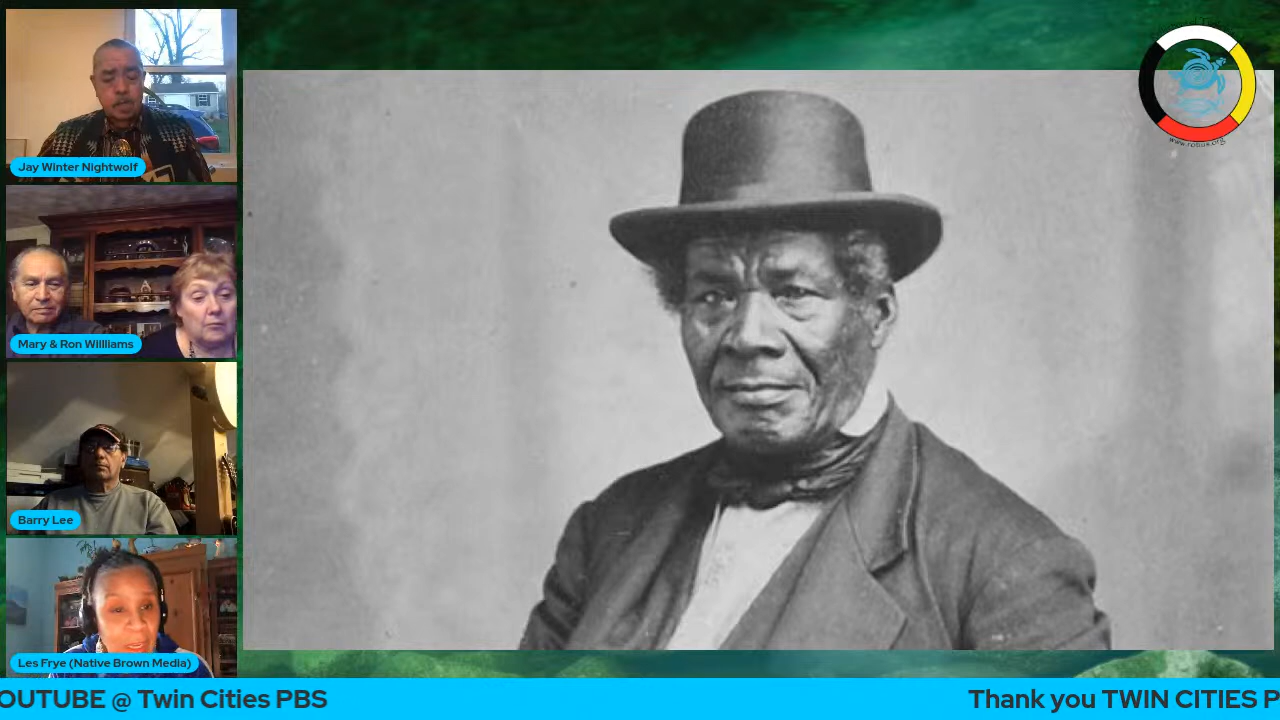 Jay Winter Nightwolf
Mary & Ron Willliams
Barry Lee
Les Frye (Native Brown Media)
OUTUBE @ Twin Cities PBS
Thank you TWIN CITIES P